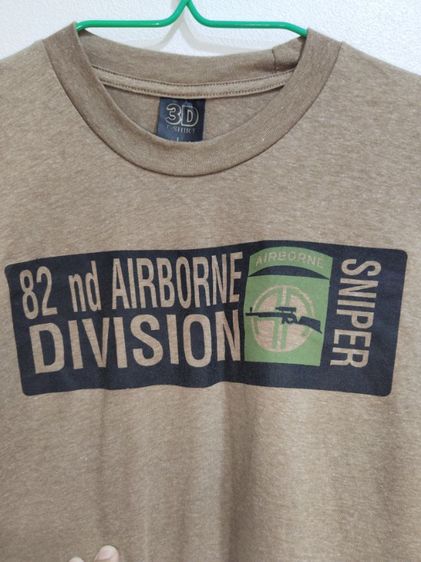 3D
T-SHIRT
82 nd AIRBORNE
DIVISION
AIRBORNE
SNIPER